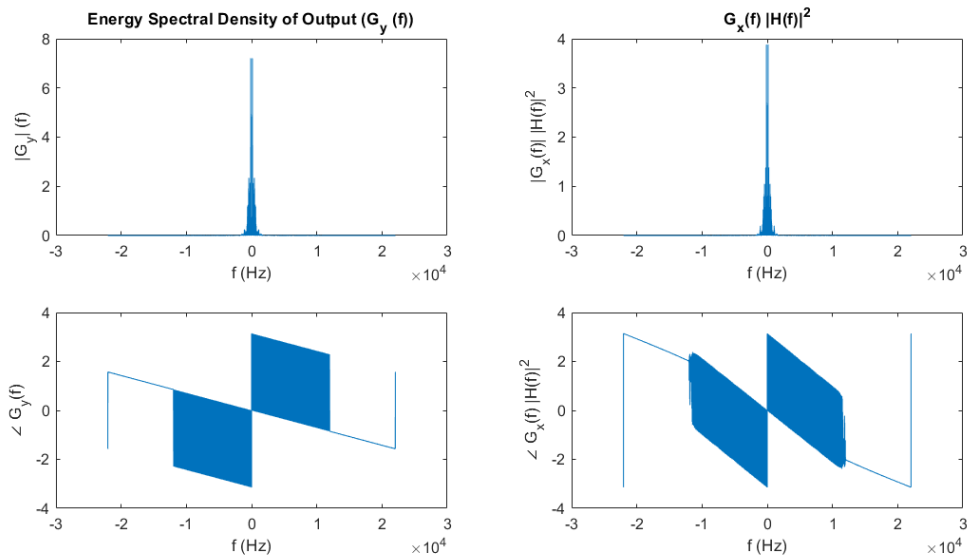 Energy Spectral Density of Output (G_y (f))
8
6
4
2
0
|G_y| (f)
-3 -2 -1 0 1 2 3
f (Hz)
×10^4
G_x(f) |H(f)|^2
4
3
2
1
0
|G_x(f)| |H(f)|^2
-3 -2 -1 0 1 2 3
f (Hz)
×10^4
4
2
0
-2
-4
∠ G_y(f)
-3 -2 -1 0 1 2 3
f (Hz)
×10^4
4
2
0
-2
-4
∠ G_x(f) |H(f)|^2
-3 -2 -1 0 1 2 3
f (Hz)
×10^4